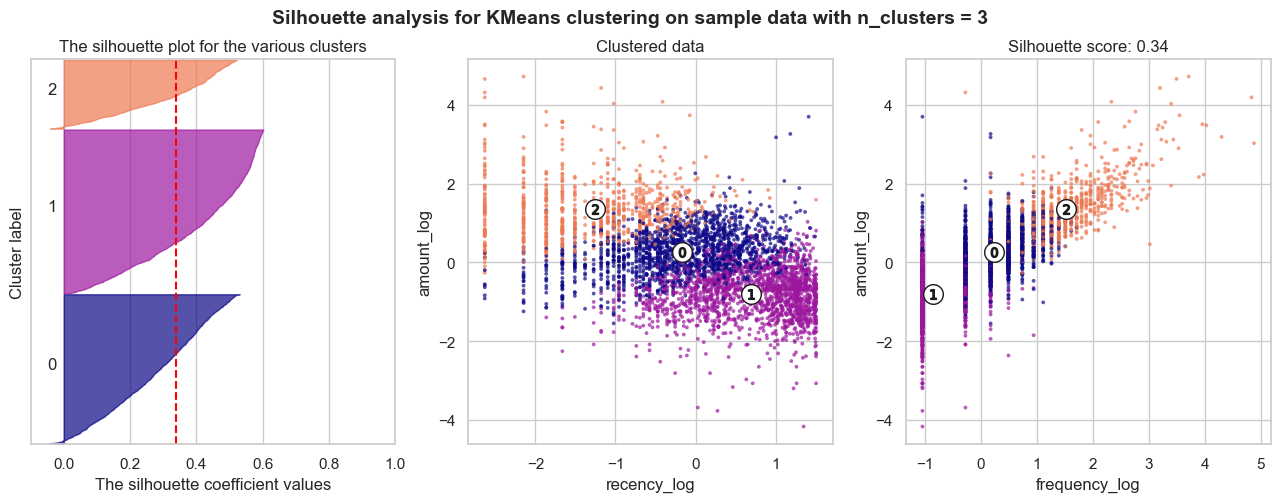 Silhouette analysis for KMeans clustering on sample data with n_clusters = 3
The silhouette plot for the various clusters
Cluster label
2
1
0
0.0 0.2 0.4 0.6 0.8 1.0
The silhouette coefficient values
Clustered data
amount_log
4
2
0
−2
−4
2
0
1
−2 −1 0 1
recency_log
Silhouette score: 0.34
amount_log
4
2
0
−2
−4
2
0
1
−1 0 1 2 3 4 5
frequency_log